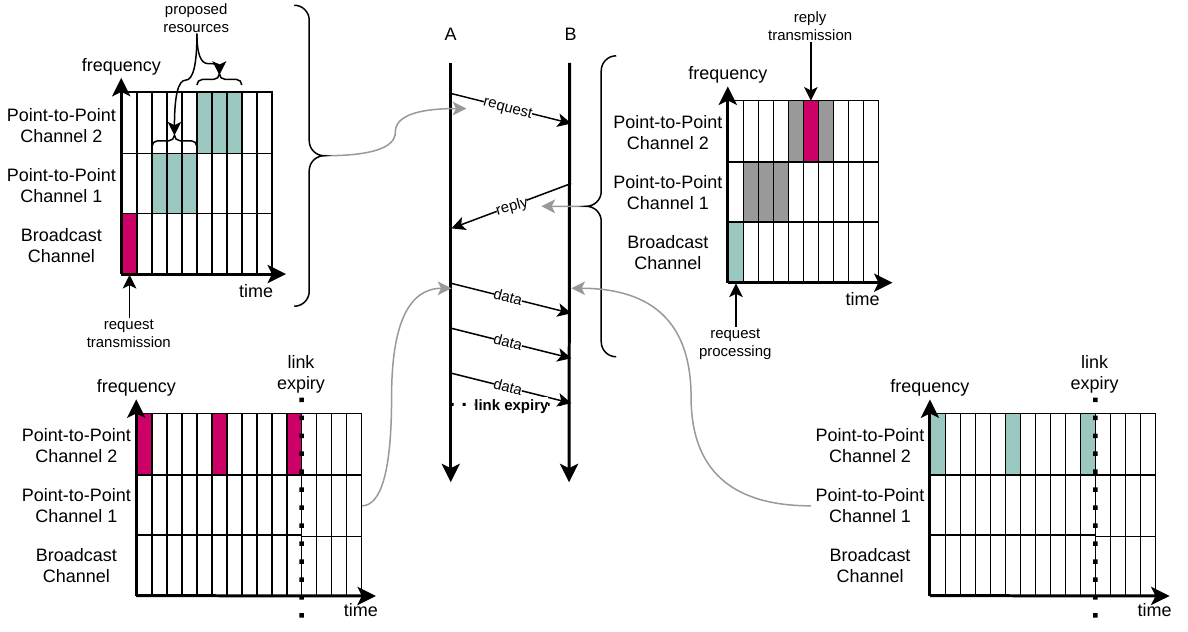 proposed
resources
frequency
Point-to-Point
Channel 2
Point-to-Point
Channel 1
Broadcast
Channel
time
request
transmission
A
B
request
reply
data
data
data
link expiry
reply
transmission
frequency
Point-to-Point
Channel 2
Point-to-Point
Channel 1
Broadcast
Channel
time
request
processing
link
expiry
frequency
Point-to-Point
Channel 2
Point-to-Point
Channel 1
Broadcast
Channel
time
link
expiry
frequency
Point-to-Point
Channel 2
Point-to-Point
Channel 1
Broadcast
Channel
time